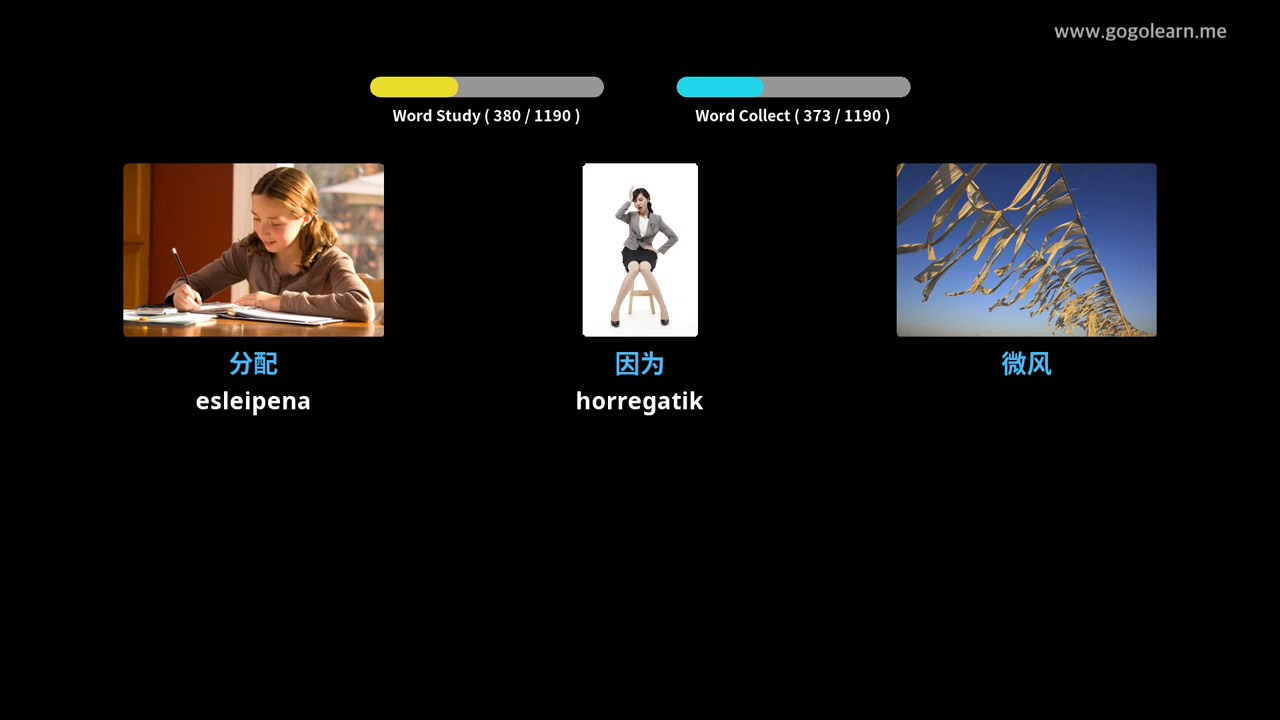 www.gogolearn.me
Word Study ( 380 / 1190 )
Word Collect ( 373 / 1190 )
分配
esleipena
因为
horregatik
微风